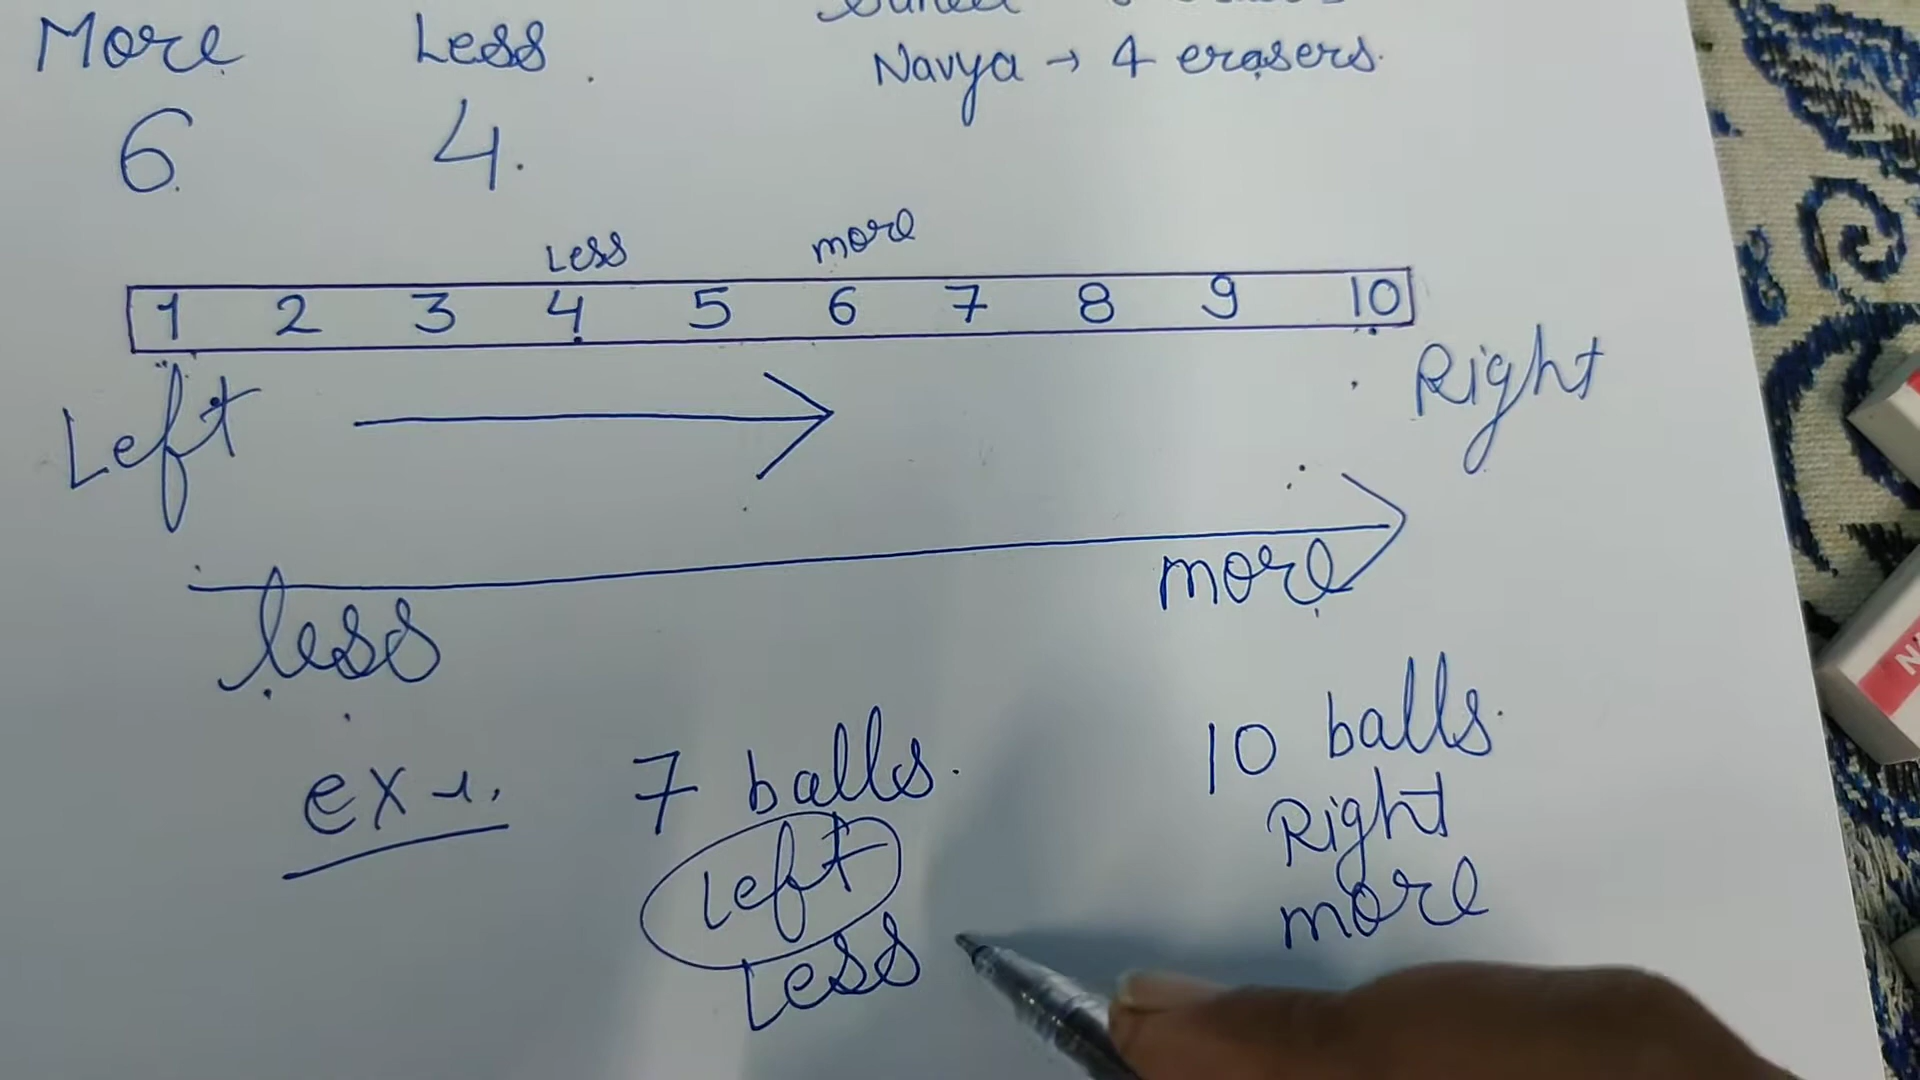 More Less
Navya → 4 erasers.
6 4.
Less more
1 2 3 4 5 6 7 8 9 10
Left Right
less more
ex 1. 7 balls. 10 balls.
Left Right
Less more